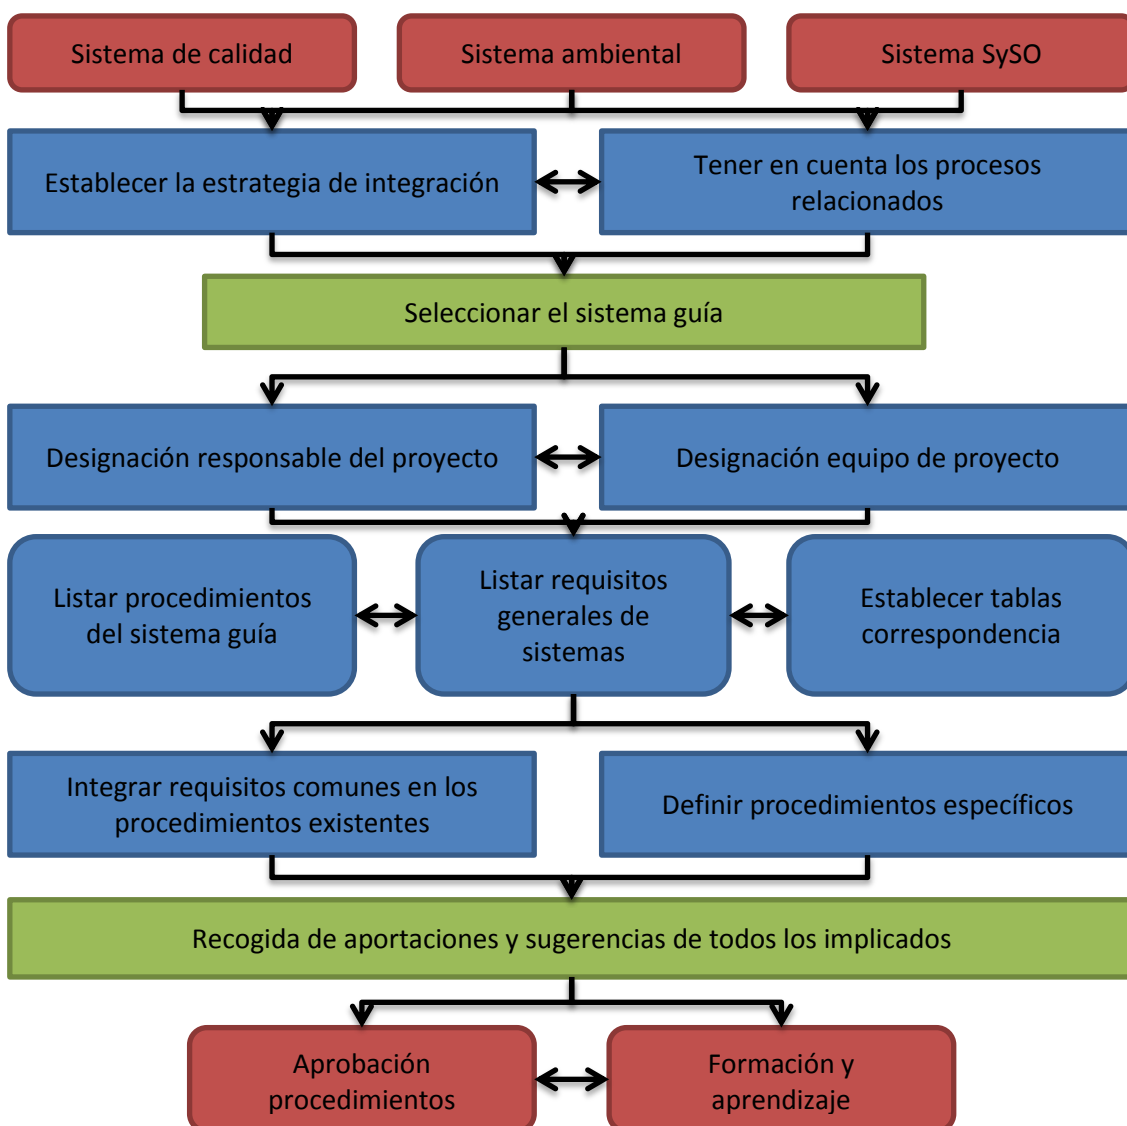 Sistema de calidad
Sistema ambiental
Sistema SySO
Establecer la estrategia de integración
Tener en cuenta los procesos
relacionados
Seleccionar el sistema guía
Designación responsable del proyecto
Designación equipo de proyecto
Listar procedimientos
del sistema guía
Listar requisitos
generales de
sistemas
Establecer tablas
correspondencia
Integrar requisitos comunes en los
procedimientos existentes
Definir procedimientos específicos
Recogida de aportaciones y sugerencias de todos los implicados
Aprobación
procedimientos
Formación y
aprendizaje